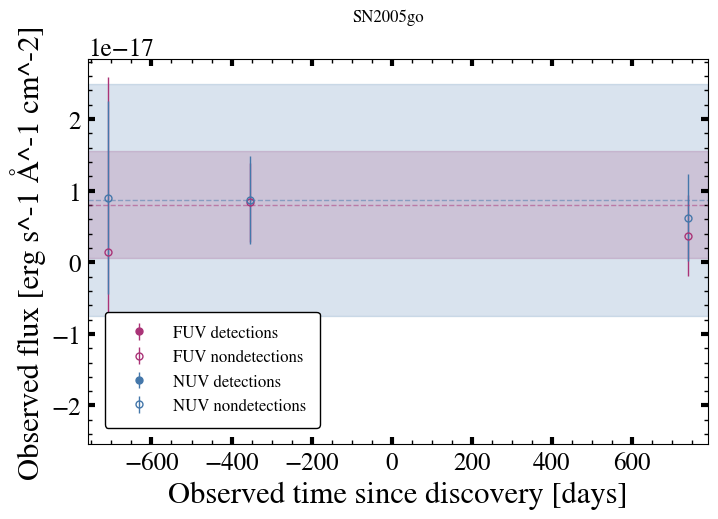 SN2005go
1e−17
Observed flux [erg s^-1 Å^-1 cm^-2]
2
1
0
−1
−2
FUV detections
FUV nondetections
NUV detections
NUV nondetections
−600 −400 −200 0 200 400 600
Observed time since discovery [days]